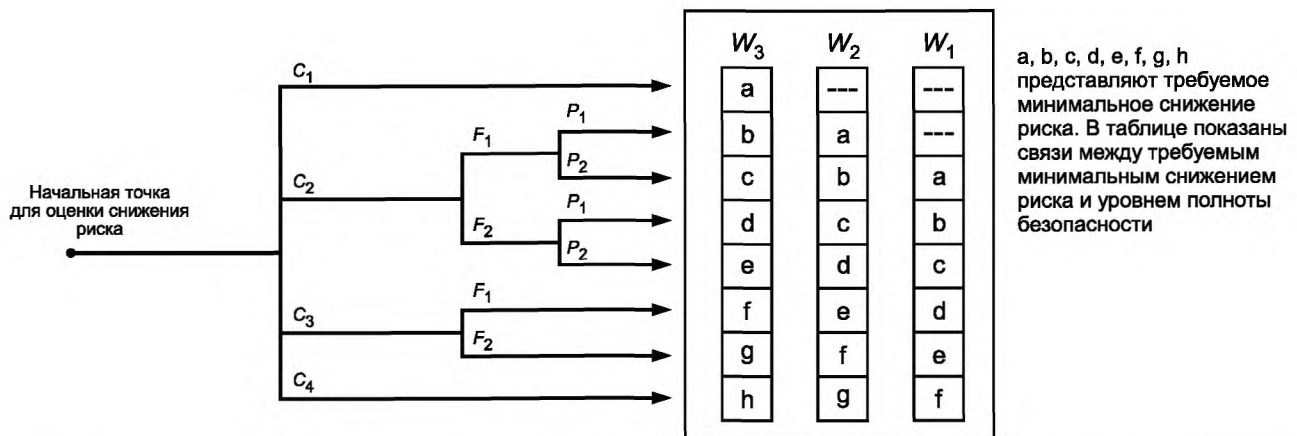 W3 W2 W1
C1 a --- ---
P1
F1 b a ---
P2
C2 c b a
P1
F2 d c b
P2
e d c
F1
C3 f e d
F2
g f e
C4
h g f
Начальная точка
для оценки снижения
риска
a, b, c, d, e, f, g, h
представляют требуемое
минимальное снижение
риска. В таблице показаны
связи между требуемым
минимальным снижением
риска и уровнем полноты
безопасности